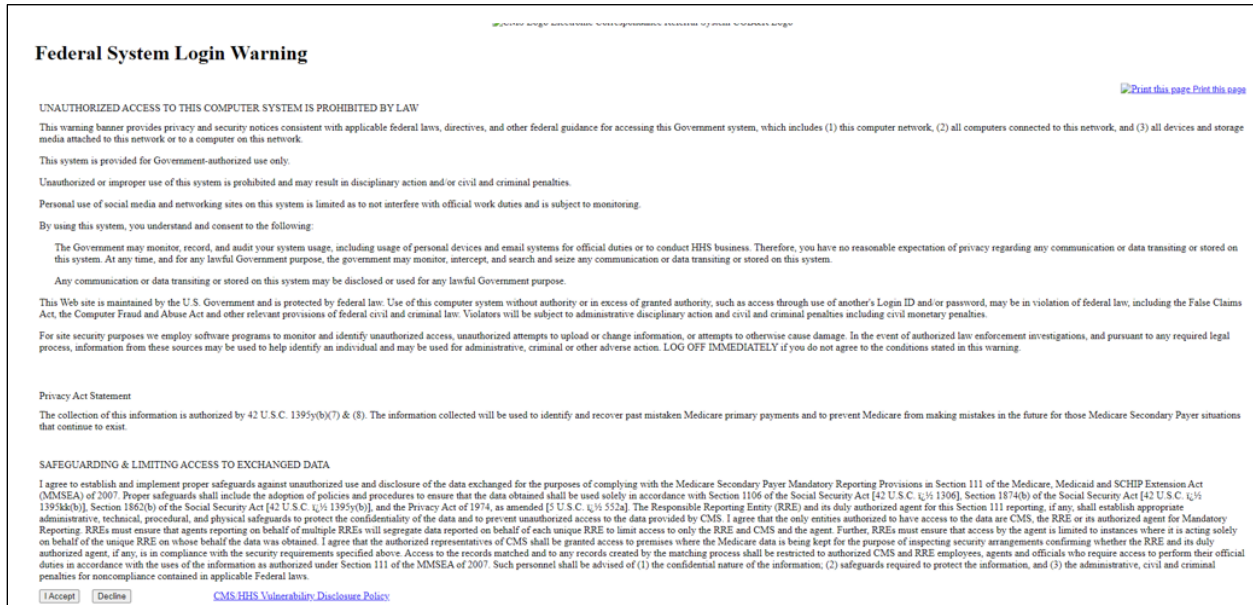 CMS Logo Electronic Correspondence Referral System COB&R Logo
Federal System Login Warning
Print this page Print this page
UNAUTHORIZED ACCESS TO THIS COMPUTER SYSTEM IS PROHIBITED BY LAW
This warning banner provides privacy and security notices consistent with applicable federal laws, directives, and other federal guidance for accessing this Government system, which includes (1) this computer network, (2) all computers connected to this network, and (3) all devices and storage
media attached to this network or to a computer on this network.
This system is provided for Government-authorized use only.
Unauthorized or improper use of this system is prohibited and may result in disciplinary action and/or civil and criminal penalties.
Personal use of social media and networking sites on this system is limited as to not interfere with official work duties and is subject to monitoring.
By using this system, you understand and consent to the following:
The Government may monitor, record, and audit your system usage, including usage of personal devices and email systems for official duties or to conduct HHS business. Therefore, you have no reasonable expectation of privacy regarding any communication or data transiting or stored on
this system. At any time, and for any lawful Government purpose, the government may monitor, intercept, and search and seize any communication or data transiting or stored on this system.
Any communication or data transiting or stored on this system may be disclosed or used for any lawful Government purpose.
This Web site is maintained by the U.S. Government and is protected by federal law. Use of this computer system without authority or in excess of granted authority, such as access through use of another's Login ID and/or password, may be in violation of federal law, including the False Claims
Act, the Computer Fraud and Abuse Act and other relevant provisions of federal civil and criminal law. Violators will be subject to administrative disciplinary action and civil and criminal penalties including civil monetary penalties.
For site security purposes we employ software programs to monitor and identify unauthorized access, unauthorized attempts to upload or change information, or attempts to otherwise cause damage. In the event of authorized law enforcement investigations, and pursuant to any required legal
process, information from these sources may be used to help identify an individual and may be used for administrative, criminal or other adverse action. LOG OFF IMMEDIATELY if you do not agree to the conditions stated in this warning.
Privacy Act Statement
The collection of this information is authorized by 42 U.S.C. 1395y(b)(7) & (8). The information collected will be used to identify and recover past mistaken Medicare primary payments and to prevent Medicare from making mistakes in the future for those Medicare Secondary Payer situations
that continue to exist.
SAFEGUARDING & LIMITING ACCESS TO EXCHANGED DATA
I agree to establish and implement proper safeguards against unauthorized use and disclosure of the data exchanged for the purposes of complying with the Medicare Secondary Payer Mandatory Reporting Provisions in Section 111 of the Medicare, Medicaid and SCHIP Extension Act
(MMSEA) of 2007. Proper safeguards shall include the adoption of policies and procedures to ensure that the data obtained shall be used solely in accordance with Section 1106 of the Social Security Act [42 U.S.C. ï¿½ 1306], Section 1874(b) of the Social Security Act [42 U.S.C. ï¿½
1395kk(b)], Section 1862(b) of the Social Security Act [42 U.S.C. ï¿½ 1395y(b)], and the Privacy Act of 1974, as amended [5 U.S.C. ï¿½ 552a]. The Responsible Reporting Entity (RRE) and its duly authorized agent for this Section 111 reporting, if any, shall establish appropriate
administrative, technical, procedural, and physical safeguards to protect the confidentiality of the data and to prevent unauthorized access to the data provided by CMS. I agree that the only entities authorized to have access to the data are CMS, the RRE or its authorized agent for Mandatory
Reporting. RREs must ensure that agents reporting on behalf of multiple RREs will segregate data reported on behalf of each unique RRE to limit access to only the RRE and CMS and the agent. Further, RREs must ensure that access by the agent is limited to instances where it is acting solely
on behalf of the unique RRE on whose behalf the data was obtained. I agree that the authorized representatives of CMS shall be granted access to premises where the Medicare data is being kept for the purpose of inspecting security arrangements confirming whether the RRE and its duly
authorized agent, if any, is in compliance with the security requirements specified above. Access to the records matched and to any records created by the matching process shall be restricted to authorized CMS and RRE employees, agents and officials who require access to perform their official
duties in accordance with the uses of the information as authorized under Section 111 of the MMSEA of 2007. Such personnel shall be advised of (1) the confidential nature of the information; (2) safeguards required to protect the information, and (3) the administrative, civil and criminal
penalties for noncompliance contained in applicable Federal laws.
I Accept Decline CMS/HHS Vulnerability Disclosure Policy